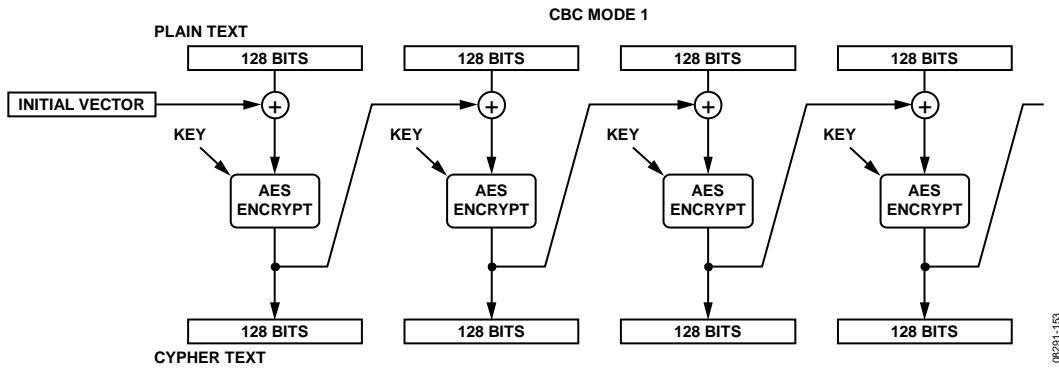 CBC MODE 1
PLAIN TEXT
128 BITS 128 BITS 128 BITS 128 BITS
INITIAL VECTOR + + + +
KEY KEY KEY KEY
AES AES AES AES
ENCRYPT ENCRYPT ENCRYPT ENCRYPT
128 BITS 128 BITS 128 BITS 128 BITS
CYPHER TEXT
08291-153